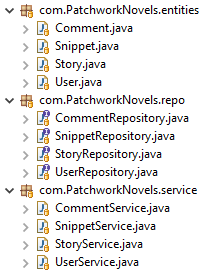 com.PatchworkNovels.entities
Comment.java
Snippet.java
Story.java
User.java
com.PatchworkNovels.repo
CommentRepository.java
SnippetRepository.java
StoryRepository.java
UserRepository.java
com.PatchworkNovels.service
CommentService.java
SnippetService.java
StoryService.java
UserService.java